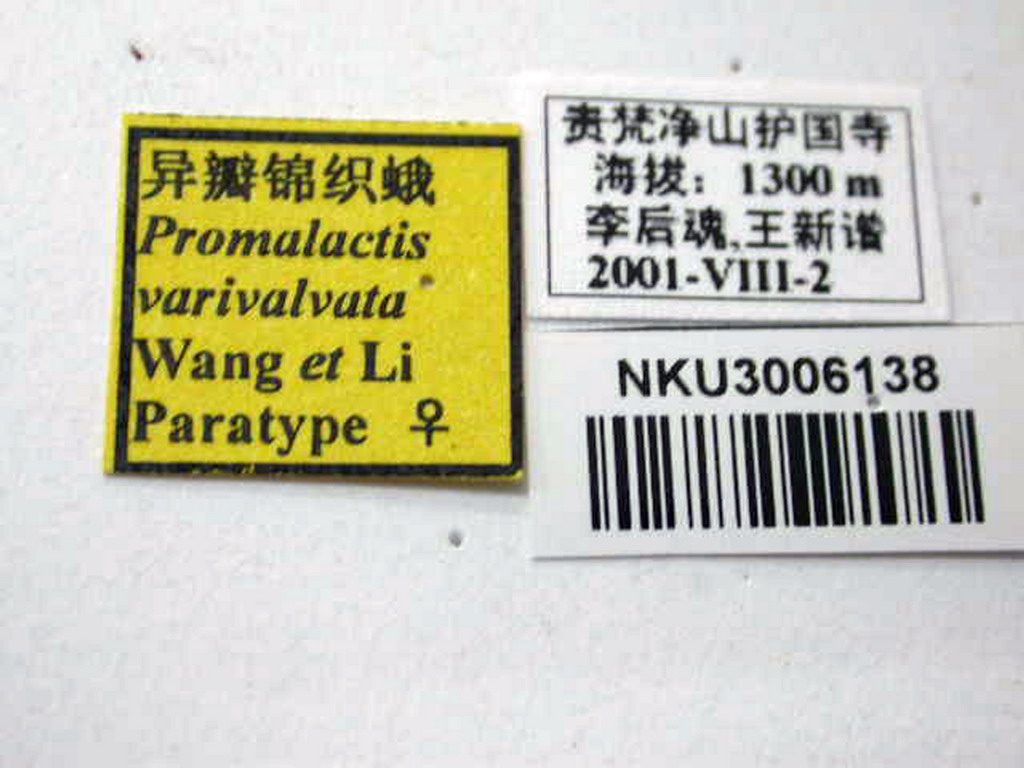 异瓣锦织蛾
Promalactis
varivalvata
Wang et Li
Paratype ♀
贵梵净山护国寺
海拔：1300 m
李后魂、王新谱
2001-VIII-2
NKU3006138